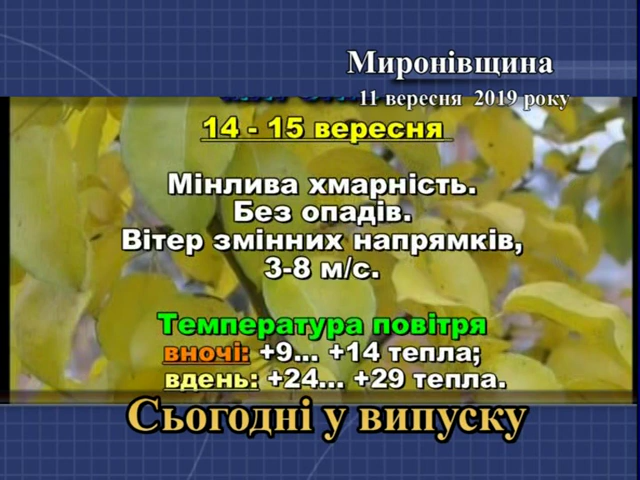 Миронівщина
11 вересня 2019 року
14 - 15 вересня
Мінлива хмарність.
Без опадів.
Вітер змінних напрямків,
3-8 м/с.
Температура повітря
вночі: +9... +14 тепла;
вдень: +24... +29 тепла.
Сьогодні у випуску